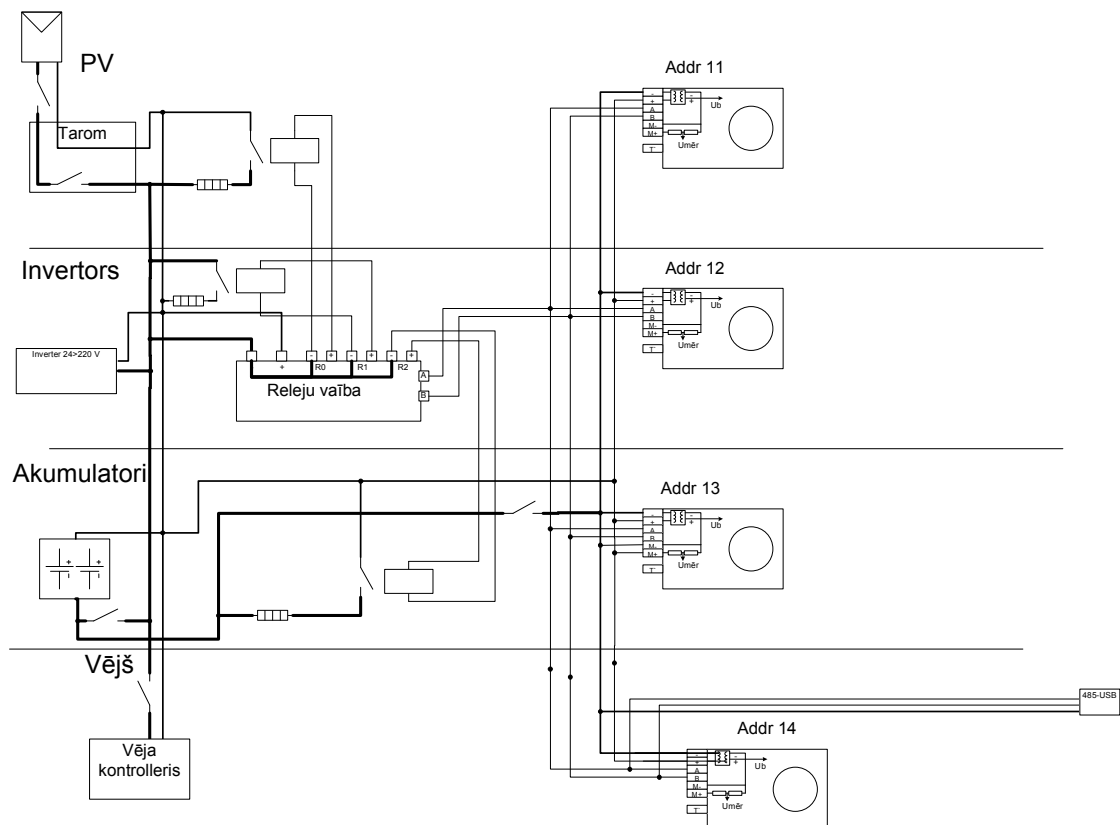 PV
Tarom
Addr 11
-
+
A
B
M-
M+
T°
- +
Ub
Umēr
Invertors
Addr 12
-
+
A
B
M-
M+
T°
- +
Ub
Umēr
Inverter 24>220 V
- + - + - + - +
R0 R1 R2
Releju vaība
A
B
Akumulatori
Addr 13
-
+
A
B
M-
M+
T°
- +
Ub
Umēr
+ +
- -
Vējš
485-USB
Addr 14
-
+
A
B
M-
M+
T°
- +
Ub
Umēr
Vēja
kontrolleris